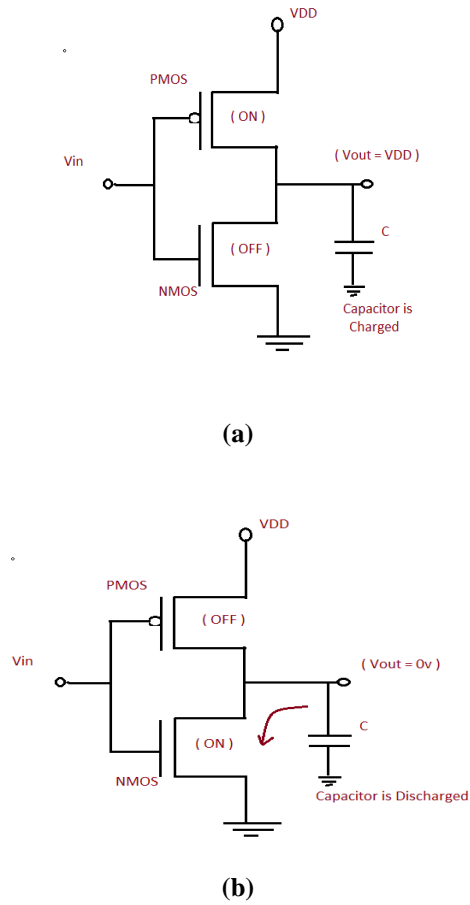 VDD
PMOS
( ON )
( Vout = VDD )
Vin
C
( OFF )
NMOS
Capacitor is
Charged
(a)
VDD
PMOS
( OFF )
Vin
( Vout = 0v )
C
( ON )
NMOS
Capacitor is Discharged
(b)